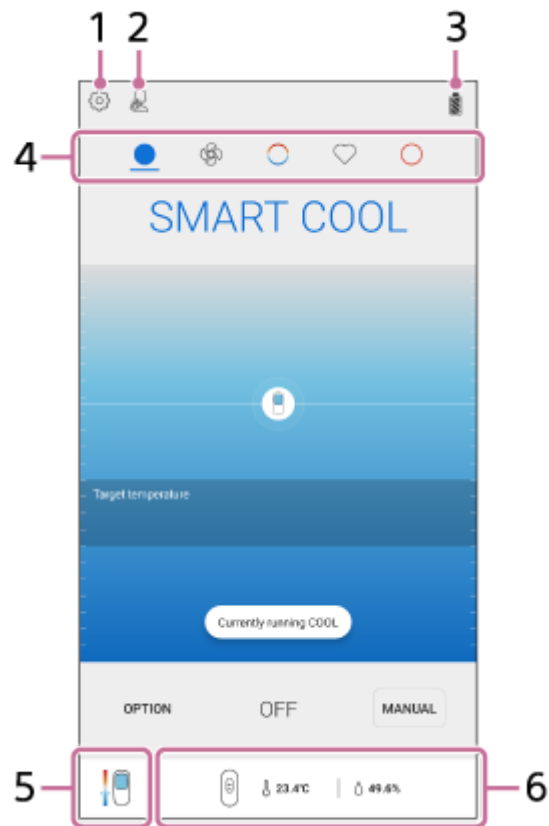 1 2 3
4
SMART COOL
Target temperature
Currently running COOL
OPTION OFF MANUAL
5 23.4℃ 49.6% 6